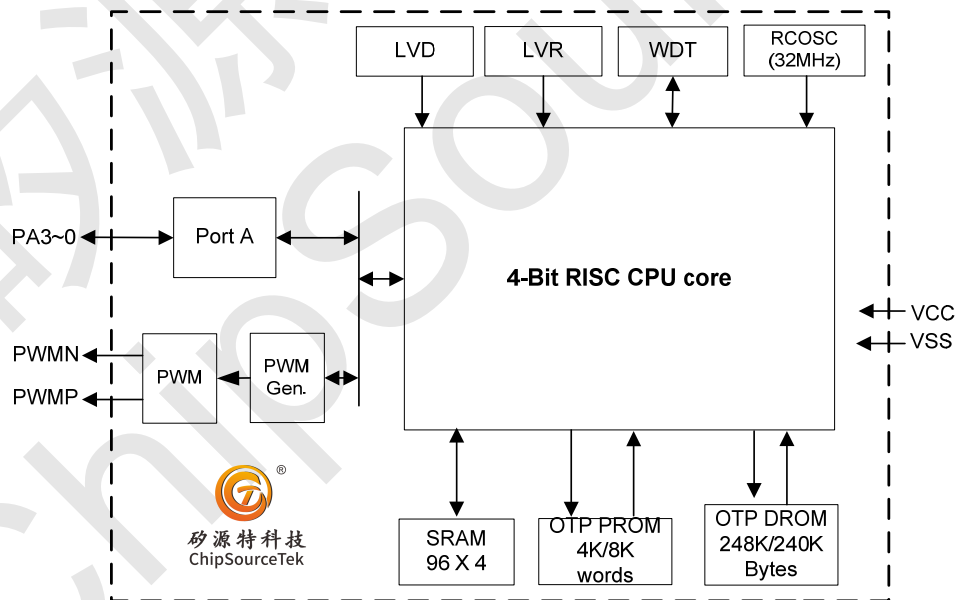 LVD
LVR
WDT
RCOSC
(32MHz)
PA3~0
Port A
4-Bit RISC CPU core
VCC
VSS
PWMN
PWMP
PWM
PWM
Gen.
®
矽源特科技
ChipSourceTek
SRAM
96 X 4
OTP PROM
4K/8K
words
OTP DROM
248K/240K
Bytes